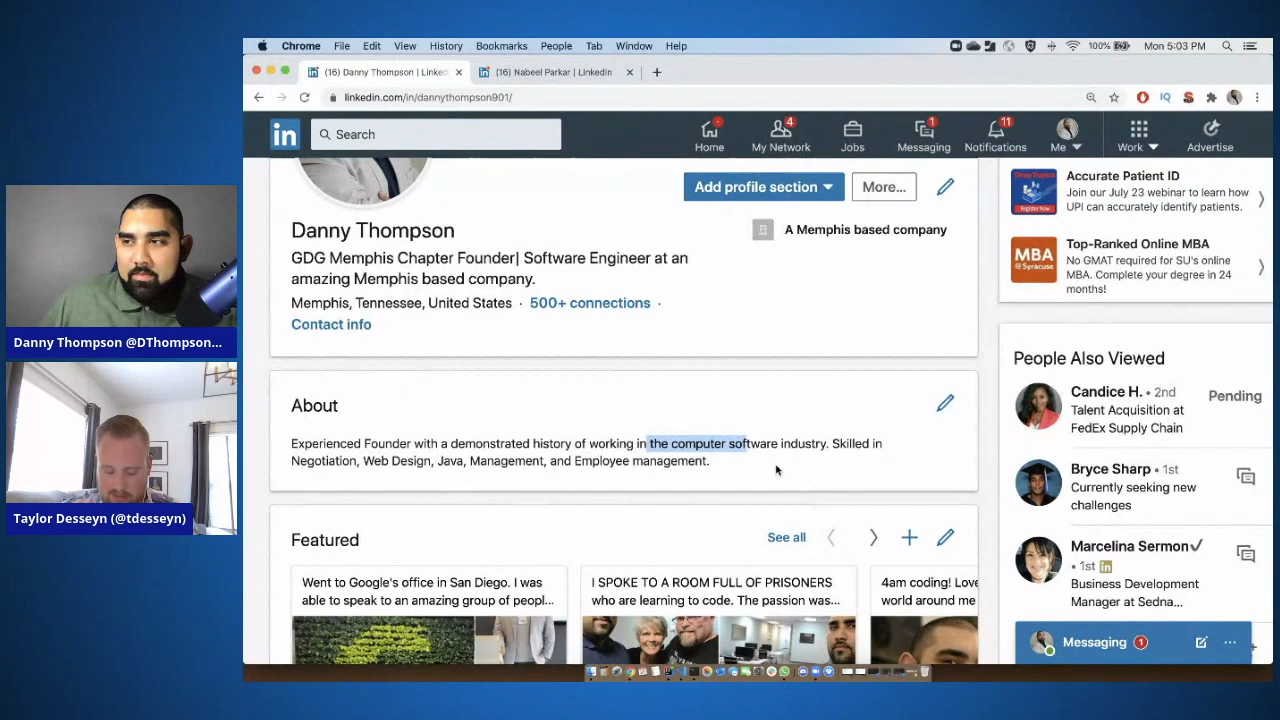 Chrome File Edit View History Bookmarks People Tab Window Help
100% Mon 5:03 PM
(16) Danny Thompson | Linked
(16) Nabeel Parkar | LinkedIn
linkedin.com/in/dannythompson901/
in
Search
Home
4
My Network
Jobs
1
Messaging
11
Notifications
Me
Work
Advertise
Add profile section
More...
Danny Thompson
GDG Memphis Chapter Founder| Software Engineer at an
amazing Memphis based company.
Memphis, Tennessee, United States · 500+ connections ·
Contact info
A Memphis based company
About
Experienced Founder with a demonstrated history of working in the computer software industry. Skilled in
Negotiation, Web Design, Java, Management, and Employee management.
Featured
See all
Went to Google's office in San Diego. I was
able to speak to an amazing group of peopl...
I SPOKE TO A ROOM FULL OF PRISONERS
who are learning to code. The passion was...
4am coding! Love
world around me
Accurate Patient ID
Join our July 23 webinar to learn how
UPI can accurately identify patients.
MBA
@Syracuse
Top-Ranked Online MBA
No GMAT required for SU's online
MBA. Complete your degree in 24
months!
People Also Viewed
Candice H. • 2nd
Talent Acquisition at
FedEx Supply Chain
Pending
Bryce Sharp • 1st
Currently seeking new
challenges
Marcelina Sermon✓
• 1st in
Business Development
Manager at Sedna...
Messaging 1
Danny Thompson @DThompson...
Taylor Desseyn (@tdesseyn)